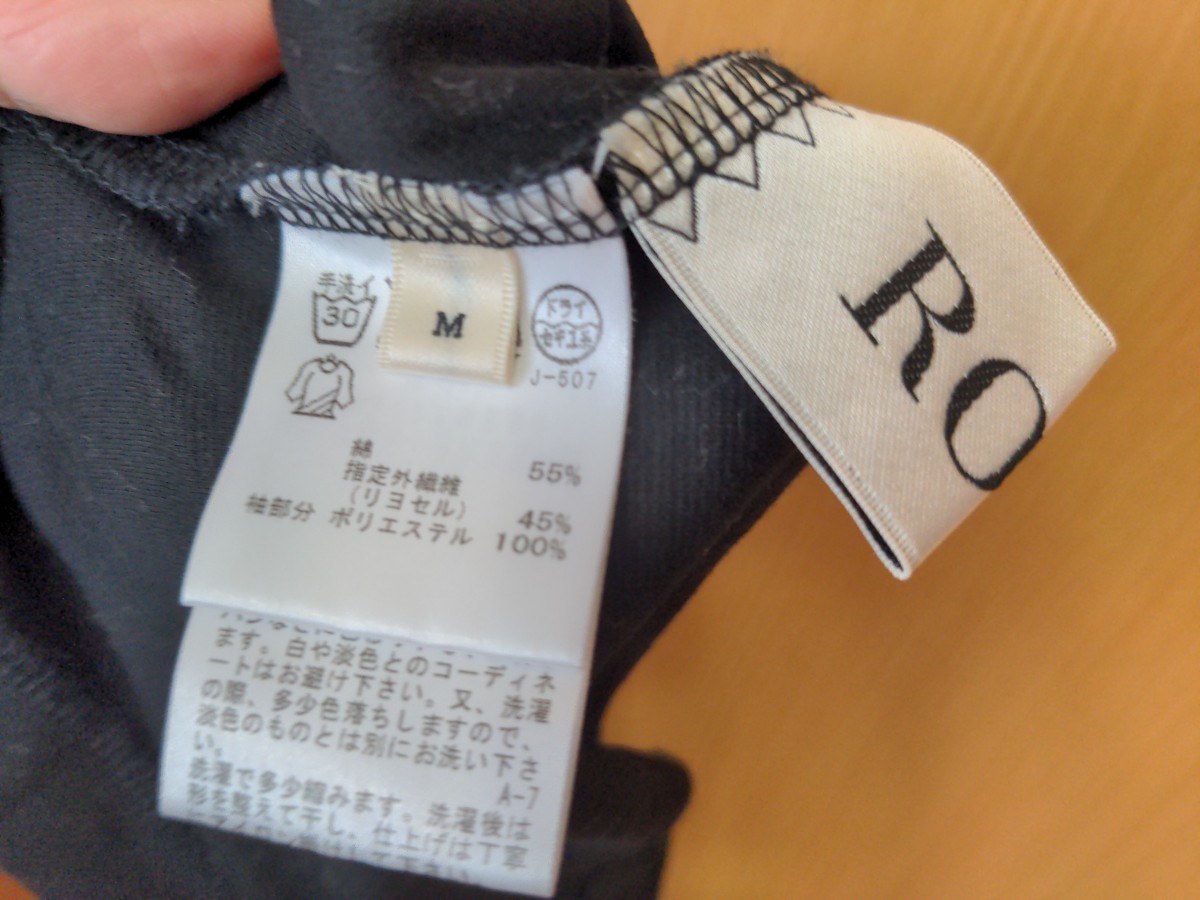 手洗イ
30
M
ドライ
セキユ系
J-507
綿 55%
指定外繊維
(リヨセル) 45%
袖部分 ポリエステル 100%
ます。白や淡色とのコーディネ
ートはお避け下さい。又、洗濯
の際、多少色落ちしますので、
淡色のものとは別にお洗い下さ
い。
A-7
洗濯で多少縮みます。洗濯後は
形を整えて干し、仕上げは丁寧
RO